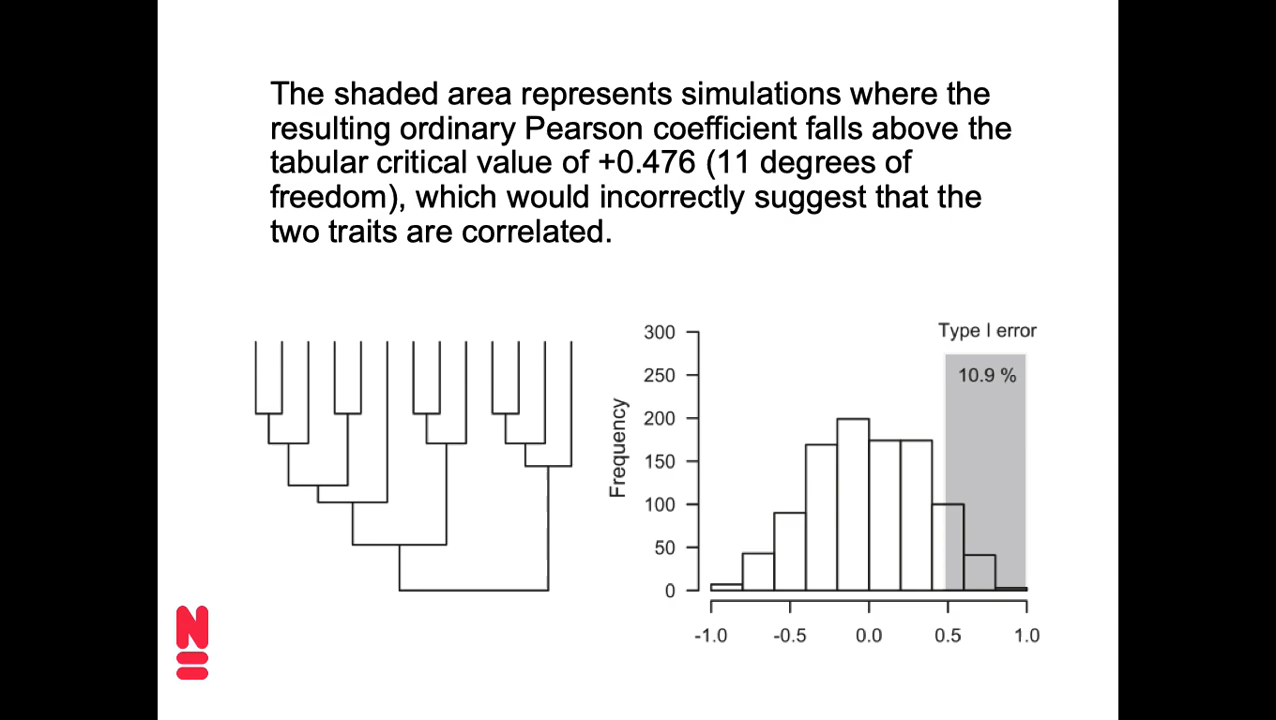 The shaded area represents simulations where the
resulting ordinary Pearson coefficient falls above the
tabular critical value of +0.476 (11 degrees of
freedom), which would incorrectly suggest that the
two traits are correlated.
Type I error
10.9 %
Frequency
300
250
200
150
100
50
0
-1.0 -0.5 0.0 0.5 1.0